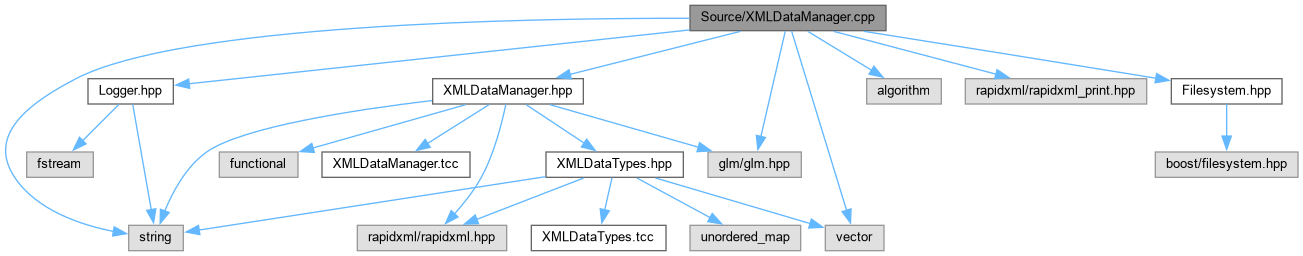 Source/XMLDataManager.cpp
Logger.hpp
XMLDataManager.hpp
algorithm
rapidxml/rapidxml_print.hpp
Filesystem.hpp
fstream
functional
XMLDataManager.tcc
XMLDataTypes.hpp
glm/glm.hpp
boost/filesystem.hpp
string
rapidxml/rapidxml.hpp
XMLDataTypes.tcc
unordered_map
vector